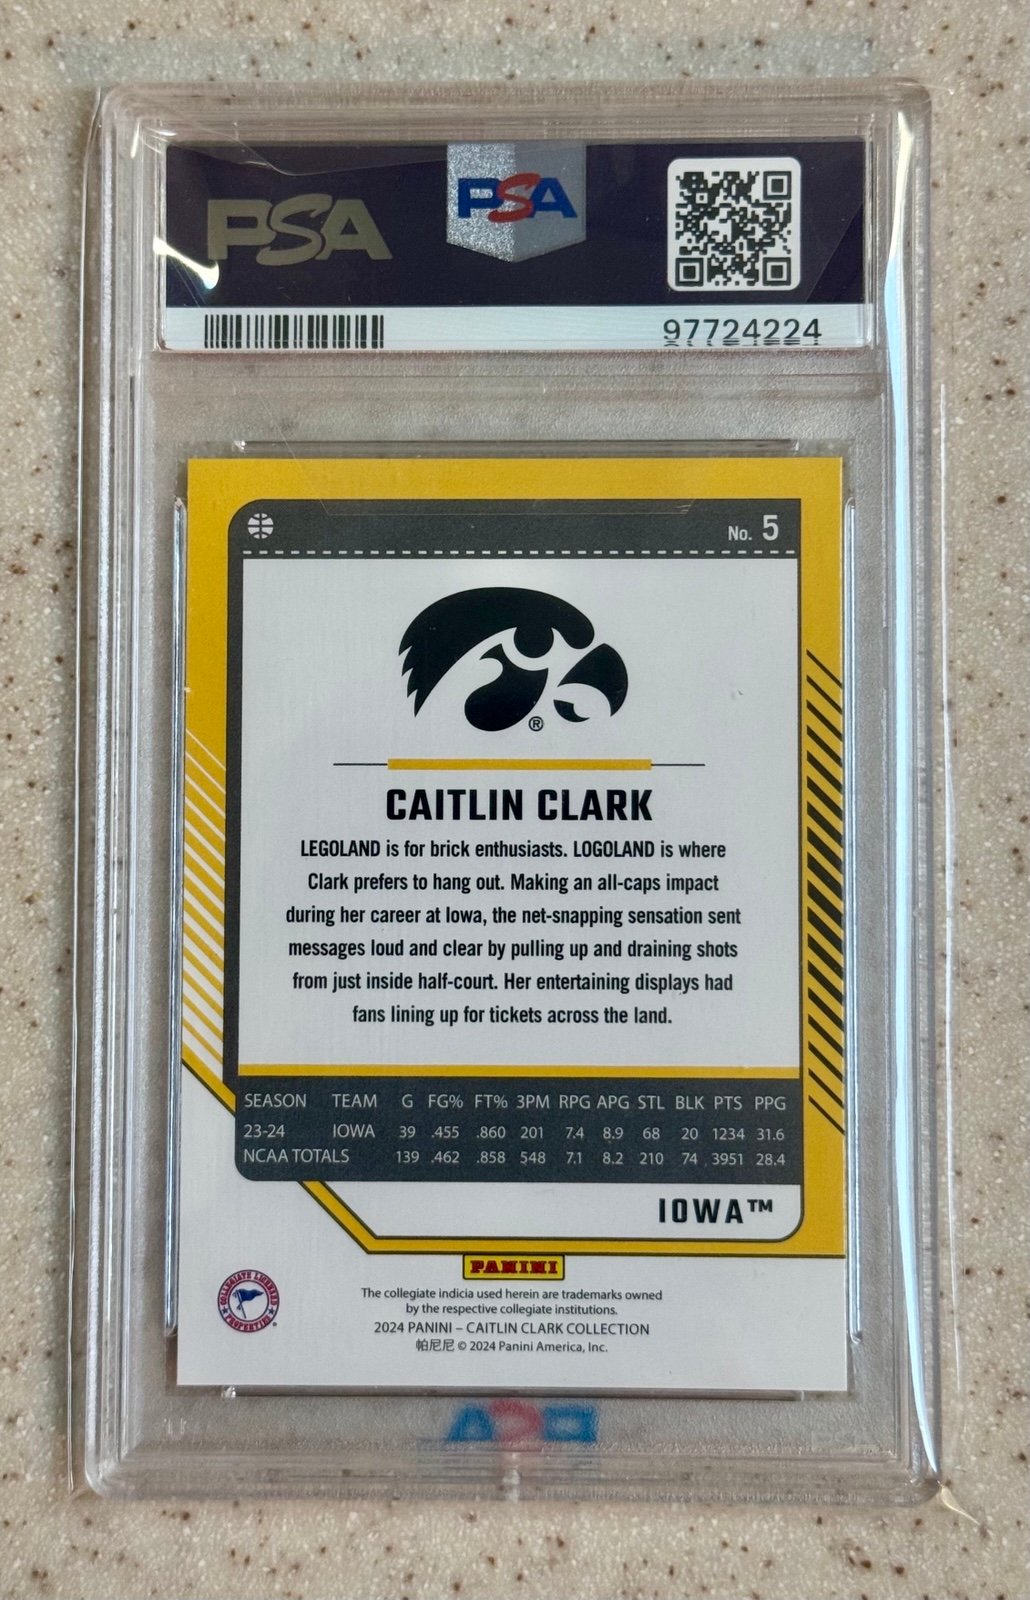 PSA
PSA
97724224
No. 5
®
CAITLIN CLARK
LEGOLAND is for brick enthusiasts. LOGOLAND is where
Clark prefers to hang out. Making an all-caps impact
during her career at Iowa, the net-snapping sensation sent
messages loud and clear by pulling up and draining shots
from just inside half-court. Her entertaining displays had
fans lining up for tickets across the land.
SEASON TEAM G FG% FT% 3PM RPG APG STL BLK PTS PPG
23-24 IOWA 39 .455 .860 201 7.4 8.9 68 20 1234 31.6
NCAA TOTALS 139 .462 .858 548 7.1 8.2 210 74 3951 28.4
IOWA™
PANINI
COLLEGIATE LICENSED
PROPERTIES
The collegiate indicia used herein are trademarks owned
by the respective collegiate institutions.
2024 PANINI – CAITLIN CLARK COLLECTION
帕尼尼 © 2024 Panini America, Inc.